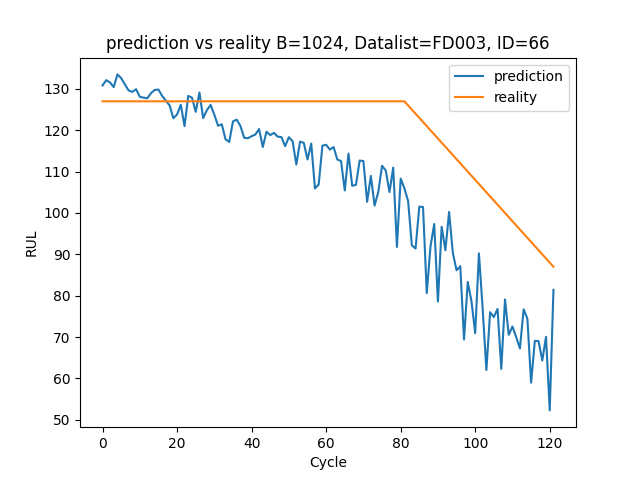 prediction vs reality B=1024, Datalist=FD003, ID=66
prediction
reality
130
120
110
100
90
80
70
60
50
RUL
0 20 40 60 80 100 120
Cycle